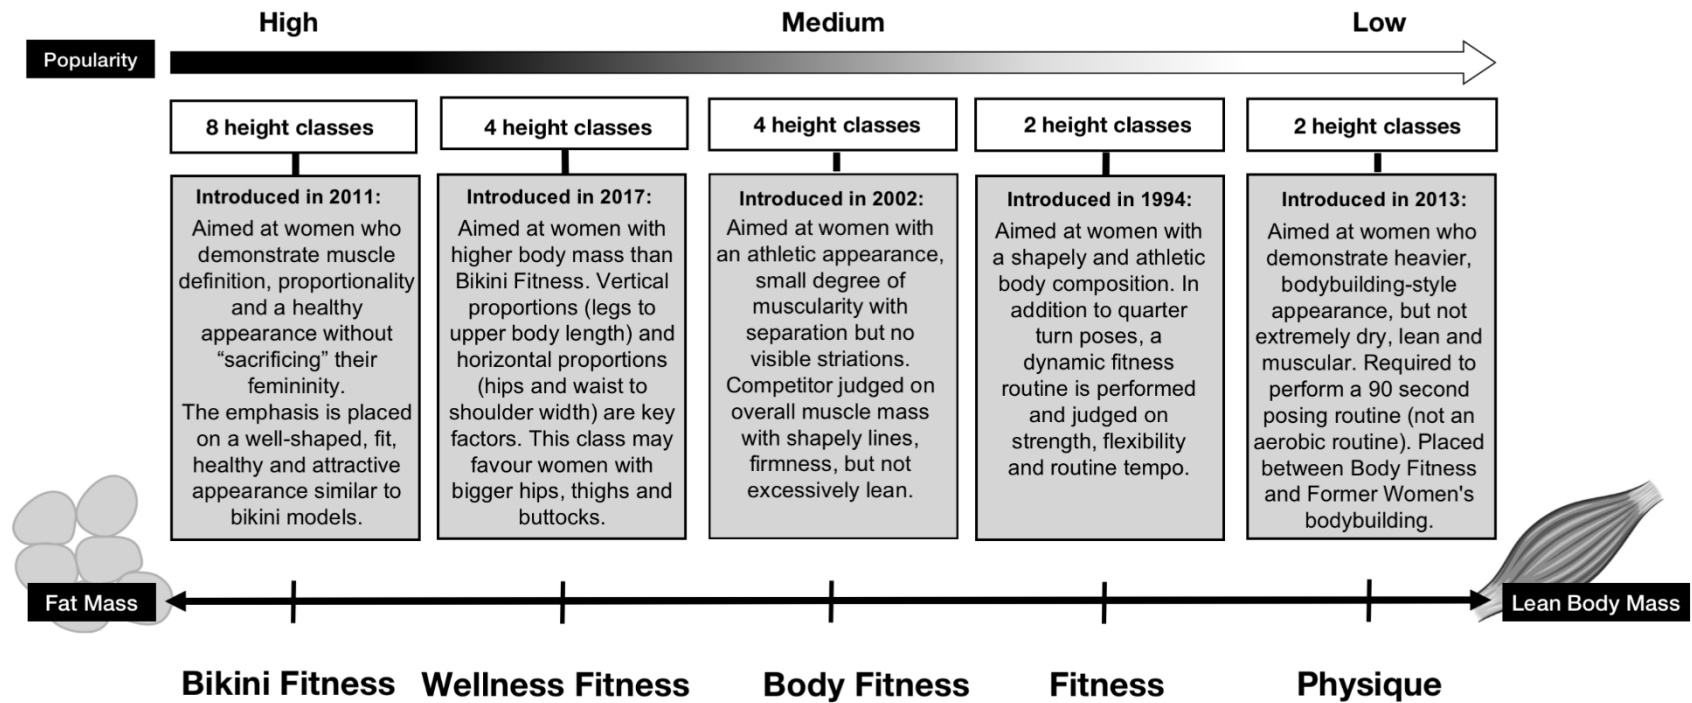 High
Medium
Low
Popularity
8 height classes
4 height classes
4 height classes
2 height classes
2 height classes
Introduced in 2011:
Aimed at women who
demonstrate muscle
definition, proportionality
and a healthy
appearance without
“sacrificing” their
femininity.
The emphasis is placed
on a well-shaped, fit,
healthy and attractive
appearance similar to
bikini models.
Introduced in 2017:
Aimed at women with
higher body mass than
Bikini Fitness. Vertical
proportions (legs to
upper body length) and
horizontal proportions
(hips and waist to
shoulder width) are key
factors. This class may
favour women with
bigger hips, thighs and
buttocks.
Introduced in 2002:
Aimed at women with
an athletic appearance,
small degree of
muscularity with
separation but no
visible striations.
Competitor judged on
overall muscle mass
with shapely lines,
firmness, but not
excessively lean.
Introduced in 1994:
Aimed at women with
a shapely and athletic
body composition. In
addition to quarter
turn poses, a
dynamic fitness
routine is performed
and judged on
strength, flexibility
and routine tempo.
Introduced in 2013:
Aimed at women who
demonstrate heavier,
bodybuilding-style
appearance, but not
extremely dry, lean and
muscular. Required to
perform a 90 second
posing routine (not an
aerobic routine). Placed
between Body Fitness
and Former Women's
bodybuilding.
Fat Mass
Lean Body Mass
Bikini Fitness
Wellness Fitness
Body Fitness
Fitness
Physique